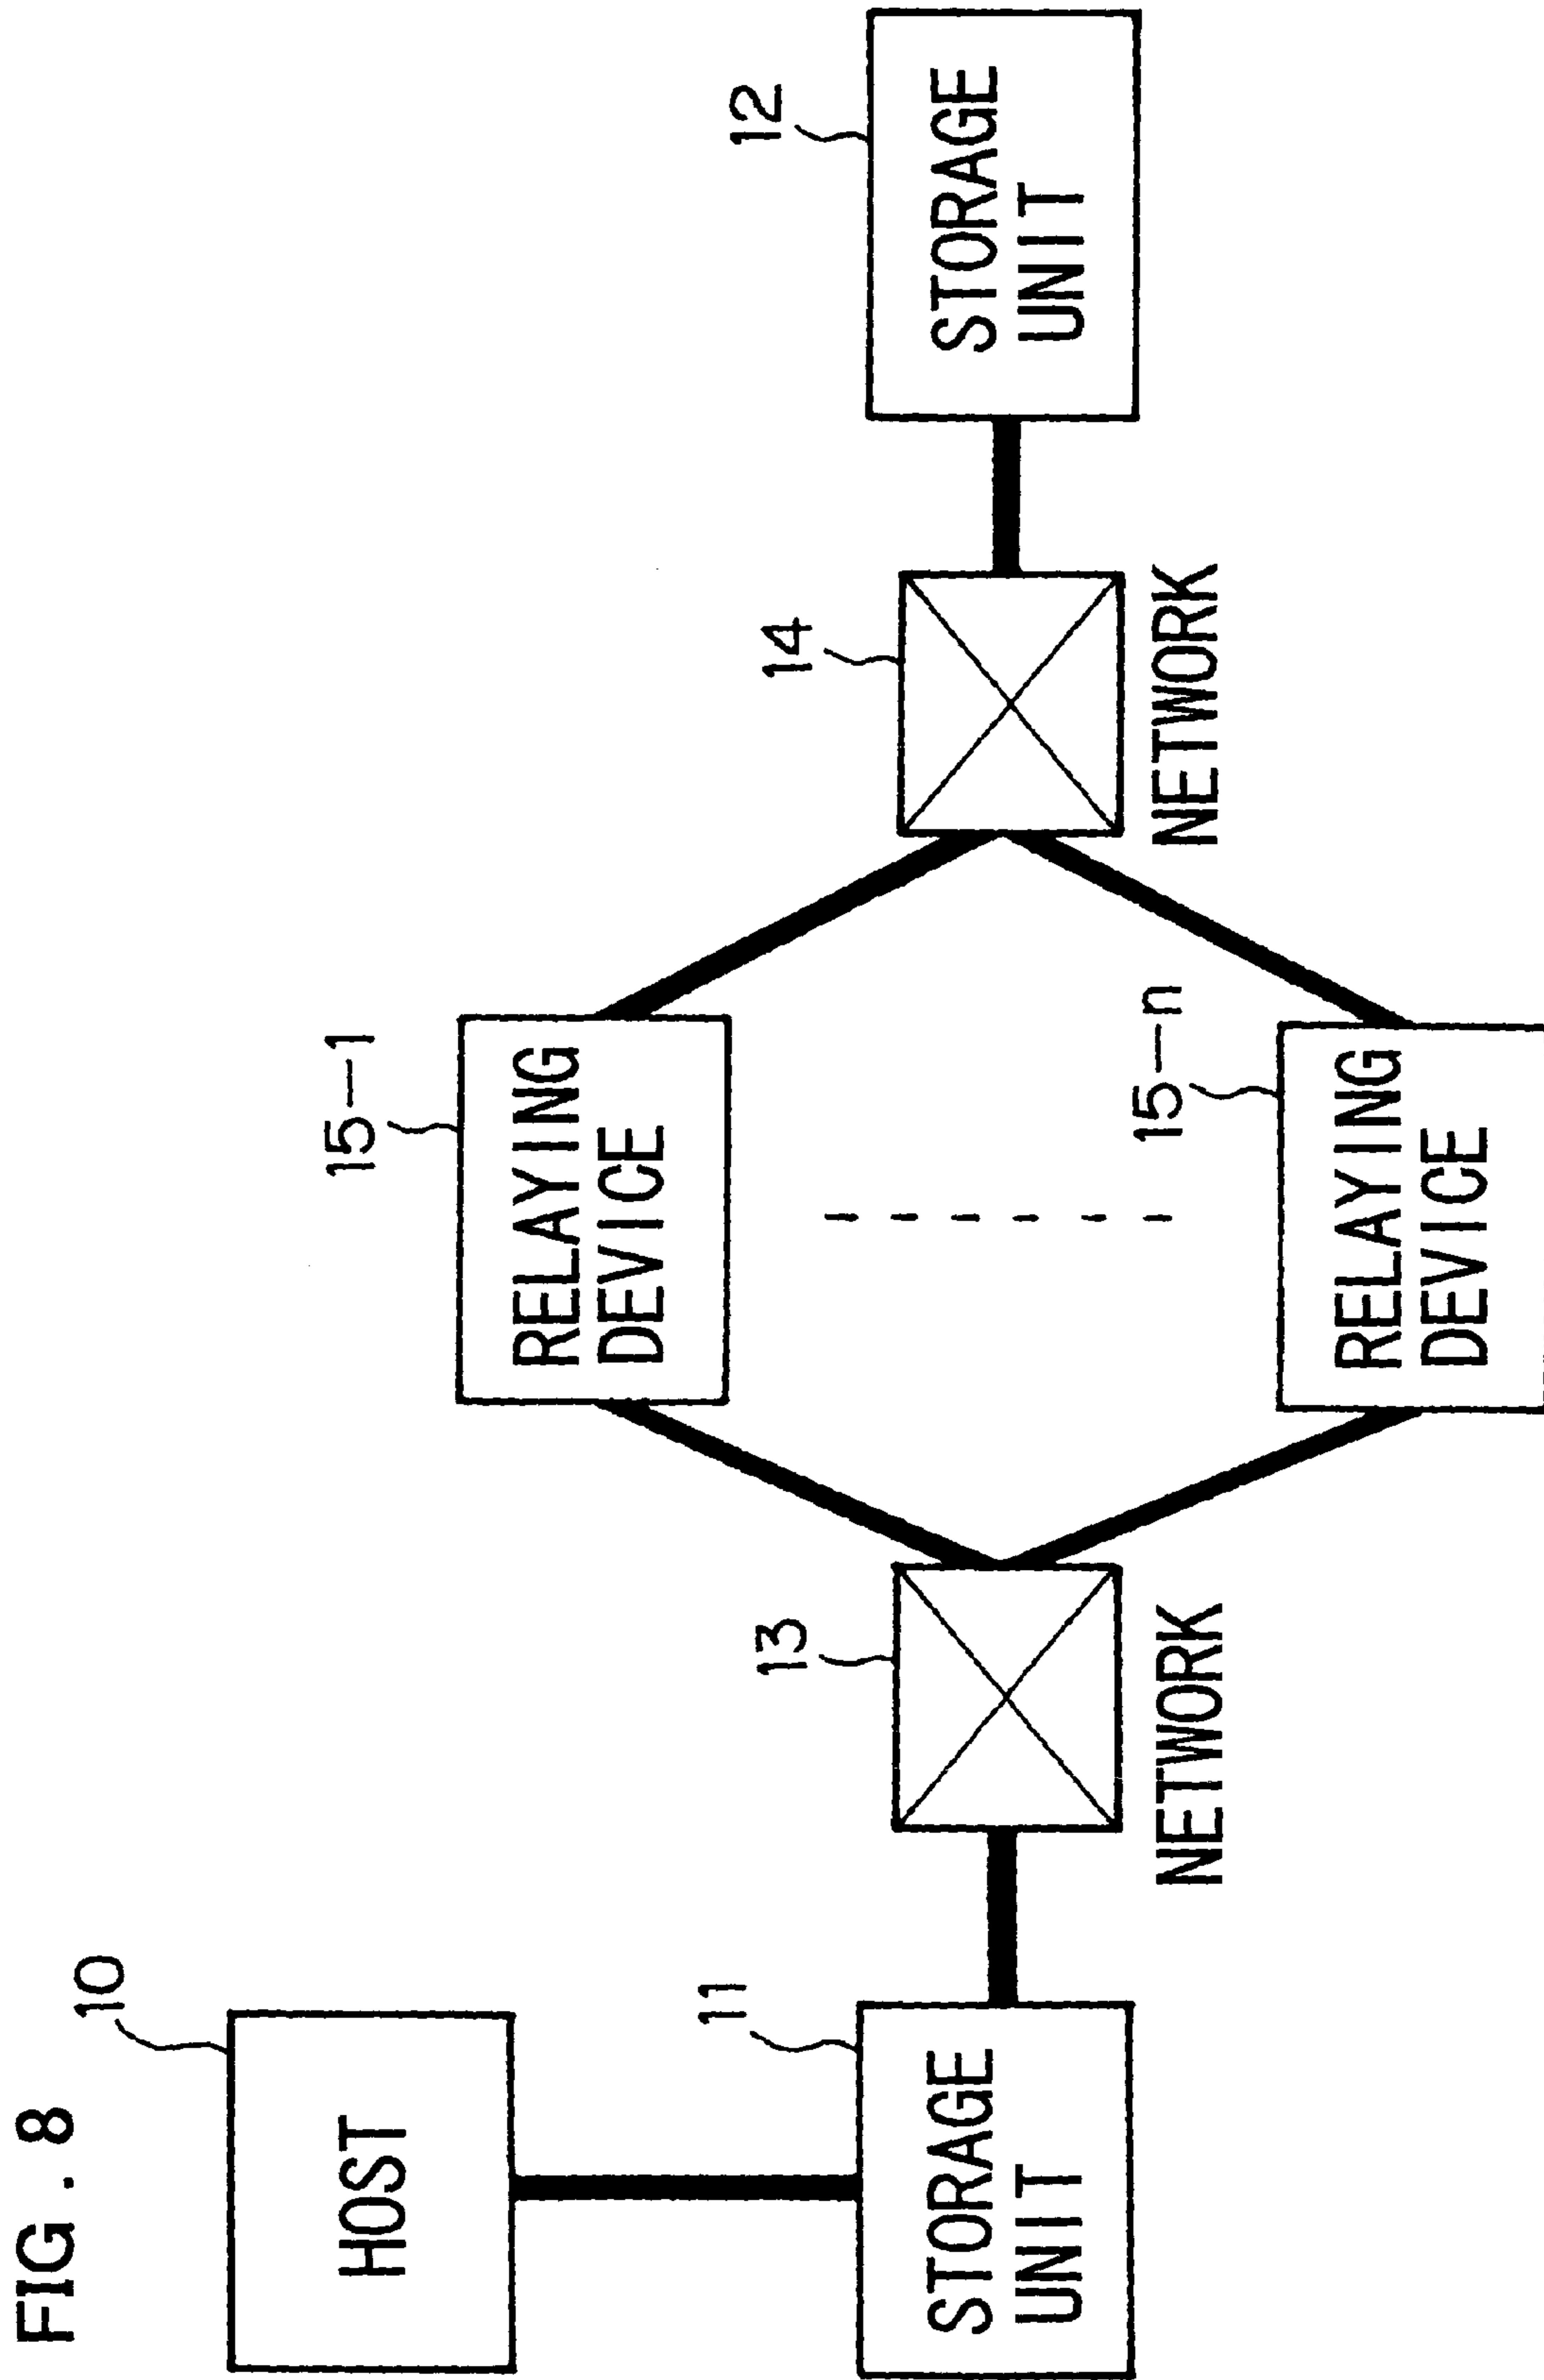 FIG. 8
10
HOST
11
STORAGE
UNIT
13
NETWORK
15-1
RELAYING
DEVICE
15-n
RELAYING
DEVICE
14
NETWORK
12
STORAGE
UNIT